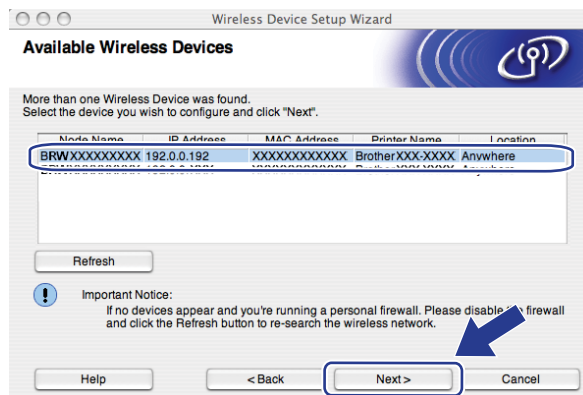 Wireless Device Setup Wizard
Available Wireless Devices
More than one Wireless Device was found.
Select the device you wish to configure and click "Next".
Node Name IP Address MAC Address Printer Name Location
BRWXXXXXXXXX 192.0.0.192 XXXXXXXXXXXX BrotherXXX-XXXX Anywhere
Refresh
Important Notice:
If no devices appear and you're running a personal firewall. Please disable firewall
and click the Refresh button to re-search the wireless network.
Help < Back Next > Cancel